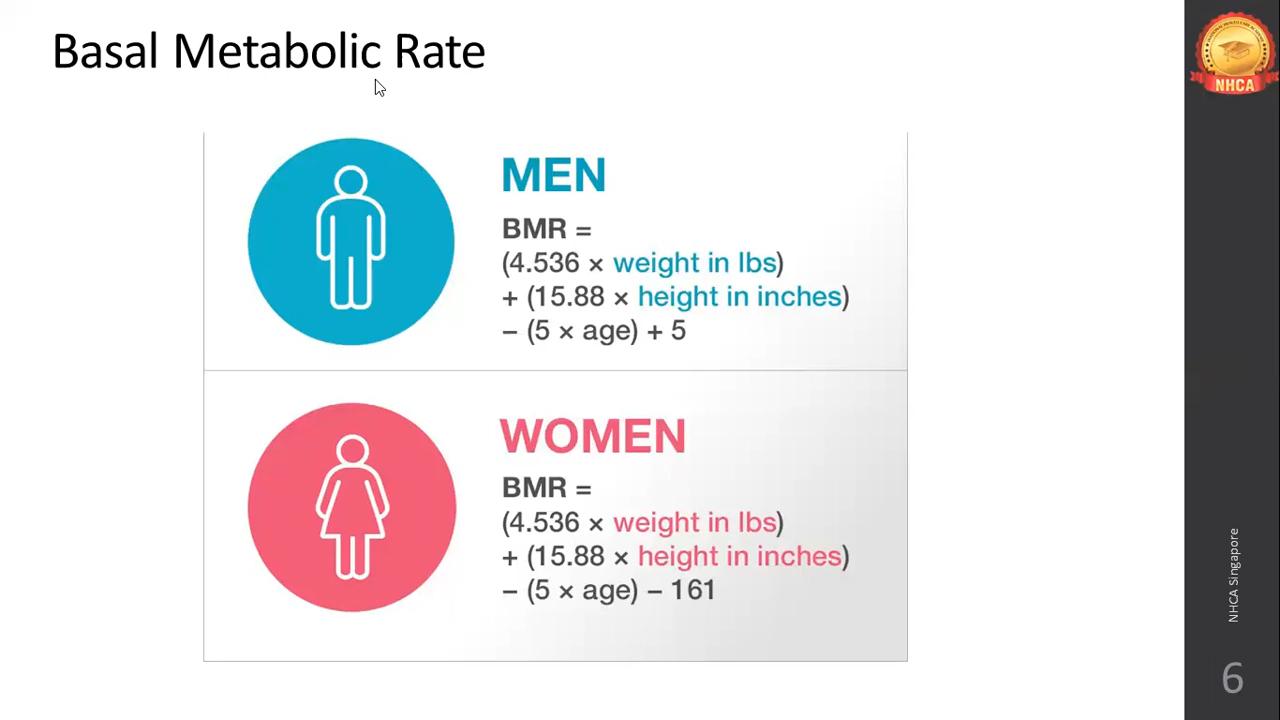 Basal Metabolic Rate
NHCA
MEN
BMR =
(4.536 × weight in lbs)
+ (15.88 × height in inches)
− (5 × age) + 5
WOMEN
BMR =
(4.536 × weight in lbs)
+ (15.88 × height in inches)
− (5 × age) − 161
NHCA Singapore
6